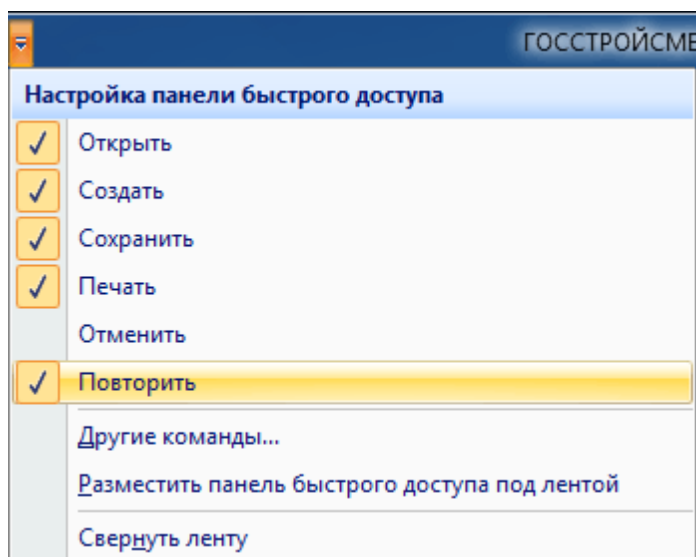 ГОССТРОЙСМЕ
Настройка панели быстрого доступа
Открыть
Создать
Сохранить
Печать
Отменить
Повторить
Другие команды...
Разместить панель быстрого доступа под лентой
Свернуть ленту